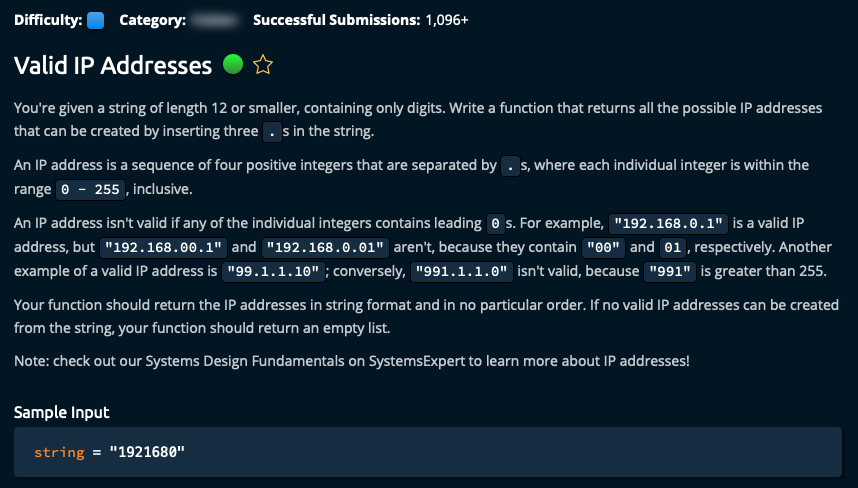 Difficulty: Category: Successful Submissions: 1,096+
Valid IP Addresses
You're given a string of length 12 or smaller, containing only digits. Write a function that returns all the possible IP addresses
that can be created by inserting three . s in the string.
An IP address is a sequence of four positive integers that are separated by . s, where each individual integer is within the
range 0 - 255 , inclusive.
An IP address isn't valid if any of the individual integers contains leading 0 s. For example, "192.168.0.1" is a valid IP
address, but "192.168.00.1" and "192.168.0.01" aren't, because they contain "00" and 01 , respectively. Another
example of a valid IP address is "99.1.1.10" ; conversely, "991.1.1.0" isn't valid, because "991" is greater than 255.
Your function should return the IP addresses in string format and in no particular order. If no valid IP addresses can be created
from the string, your function should return an empty list.
Note: check out our Systems Design Fundamentals on SystemsExpert to learn more about IP addresses!
Sample Input
string = "1921680"